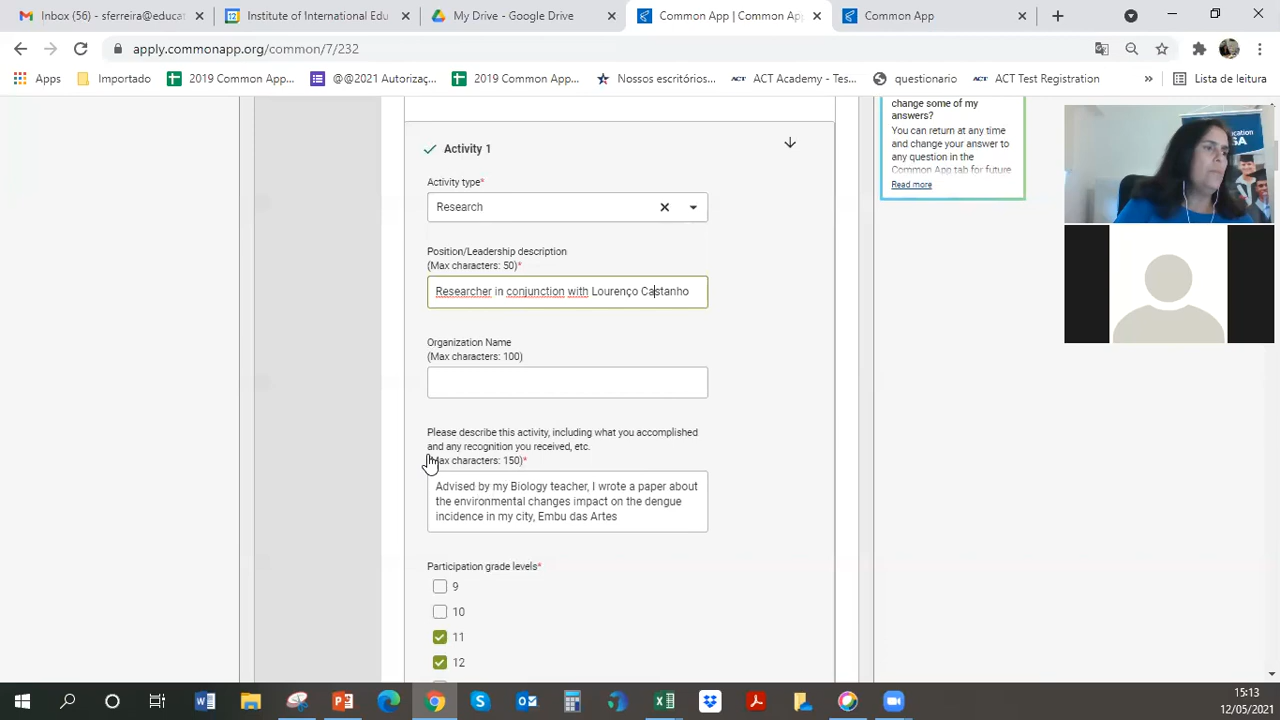 Inbox (56) - sferreira@educat
Institute of International Edu
My Drive - Google Drive
Common App | Common App
Common App
apply.commonapp.org/common/7/232
Apps
Importado
2019 Common App...
@@2021 Autorizaç...
2019 Common App...
Nossos escritórios...
ACT Academy - Tes...
questionario
ACT Test Registration
»
Lista de leitura
change some of my
answers?
You can return at any time
and change your answer to
any question in the
Common App tab for future
Read more
Activity 1
Activity type*
Research
Position/Leadership description
(Max characters: 50)*
Researcher in conjunction with Lourenço Castanho
Organization Name
(Max characters: 100)
Please describe this activity, including what you accomplished
and any recognition you received, etc.
(Max characters: 150)*
Advised by my Biology teacher, I wrote a paper about
the environmental changes impact on the dengue
incidence in my city, Embu das Artes
Participation grade levels*
9
10
11
12
15:13
12/05/2021